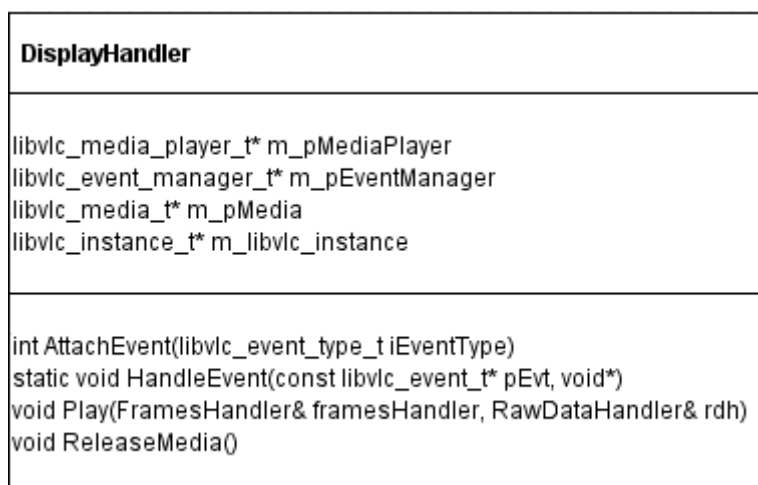 DisplayHandler
libvlc_media_player_t* m_pMediaPlayer
libvlc_event_manager_t* m_pEventManager
libvlc_media_t* m_pMedia
libvlc_instance_t* m_libvlc_instance
int AttachEvent(libvlc_event_type_t iEventType)
static void HandleEvent(const libvlc_event_t* pEvt, void*)
void Play(FramesHandler& framesHandler, RawDataHandler& rdh)
void ReleaseMedia()